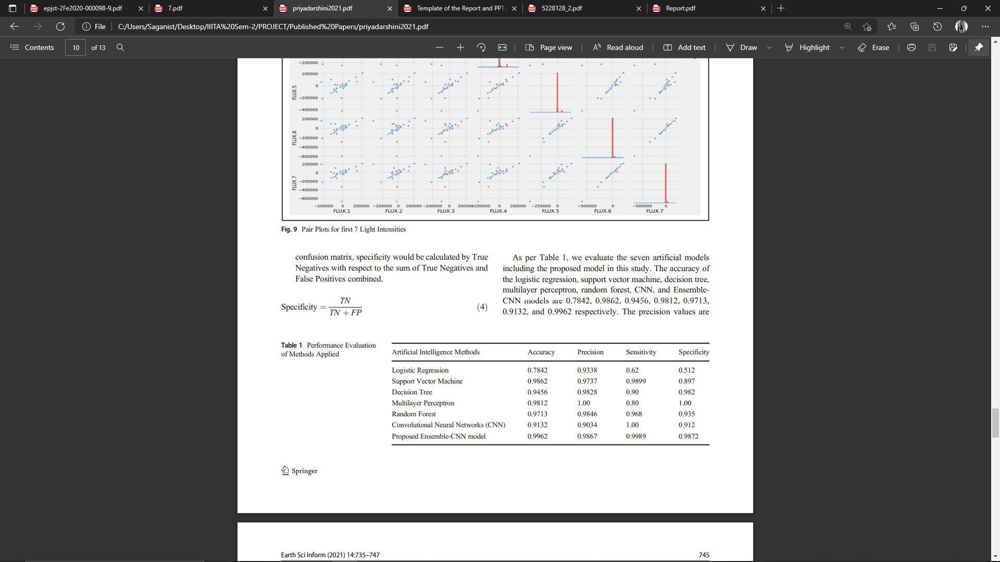 epjst-2Fe2020-000098-9.pdf
7.pdf
priyadarshini2021.pdf
Template of the Report and PPT.
5228128_2.pdf
Report.pdf
File
C:/Users/Saganist/Desktop/IIITA%20Sem-2/PROJECT/Published%20Papers/priyadarshini2021.pdf
Contents
10 of 13
Page view
Read aloud
Add text
Draw
Highlight
Erase
−200000
200000
0
−200000
−400000
FLUX.5
200000
0
−200000
−400000
−600000
FLUX.6
200000
0
−200000
−400000
−600000
FLUX.7
−200000 0 200000 −200000 0 200000 −200000 0 200000 −200000 0 200000 −250000 0 −500000 0 −500000 0
FLUX.1 FLUX.2 FLUX.3 FLUX.4 FLUX.5 FLUX.6 FLUX.7
Fig. 9 Pair Plots for first 7 Light Intensities
confusion matrix, specificity would be calculated by True
Negatives with respect to the sum of True Negatives and
False Positives combined.
Specificity = TN / TN + FP (4)
As per Table 1, we evaluate the seven artificial models
including the proposed model in this study. The accuracy of
the logistic regression, support vector machine, decision tree,
multilayer perceptron, random forest, CNN, and Ensemble-
CNN models are 0.7842, 0.9862, 0.9456, 0.9812, 0.9713,
0.9132, and 0.9962 respectively. The precision values are
Table 1 Performance Evaluation
of Methods Applied
Artificial Intelligence Methods Accuracy Precision Sensitivity Specificity
Logistic Regression 0.7842 0.9338 0.62 0.512
Support Vector Machine 0.9862 0.9737 0.9899 0.897
Decision Tree 0.9456 0.9828 0.90 0.982
Multilayer Perceptron 0.9812 1.00 0.80 1.00
Random Forest 0.9713 0.9846 0.968 0.935
Convolutional Neural Networks (CNN) 0.9132 0.9034 1.00 0.912
Proposed Ensemble-CNN model 0.9962 0.9867 0.9989 0.9872
Springer
Earth Sci Inform (2021) 14:735–747 745